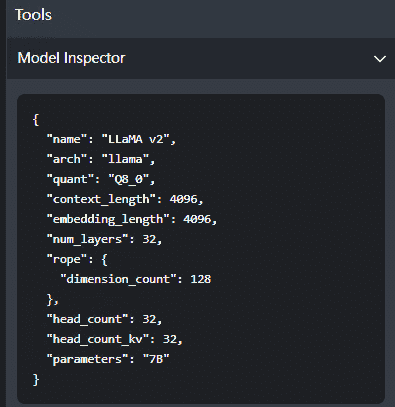 Tools
Model Inspector
{
  "name": "LLaMA v2",
  "arch": "llama",
  "quant": "Q8_0",
  "context_length": 4096,
  "embedding_length": 4096,
  "num_layers": 32,
  "rope": {
    "dimension_count": 128
  },
  "head_count": 32,
  "head_count_kv": 32,
  "parameters": "7B"
}